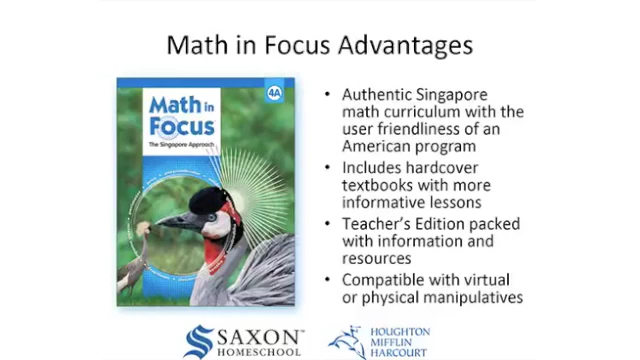 Math in Focus Advantages
4A
Math in
Focus:
The Singapore Approach
• Authentic Singapore
math curriculum with the
user friendliness of an
American program
• Includes hardcover
textbooks with more
informative lessons
• Teacher's Edition packed
with information and
resources
• Compatible with virtual
or physical manipulatives
SAXON™
HOMESCHOOL
HOUGHTON
MIFFLIN
HARCOURT